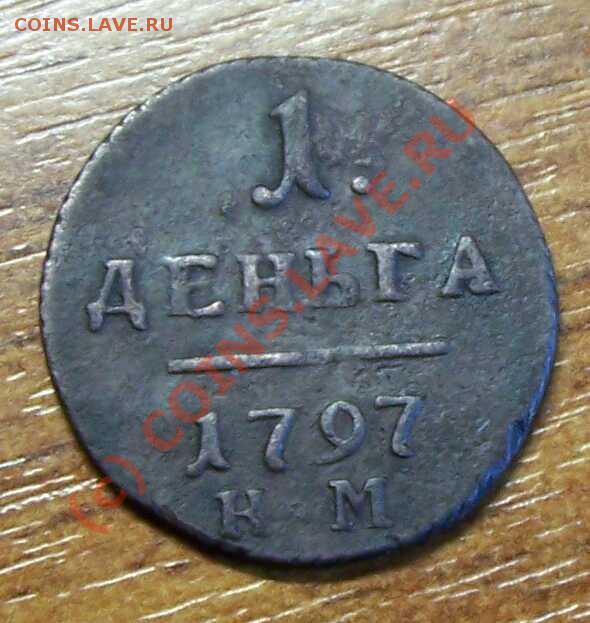 COINS.LAVE.RU
1.
ДЕНЬГА
1797
К М
(c) COINS.LAVE.RU